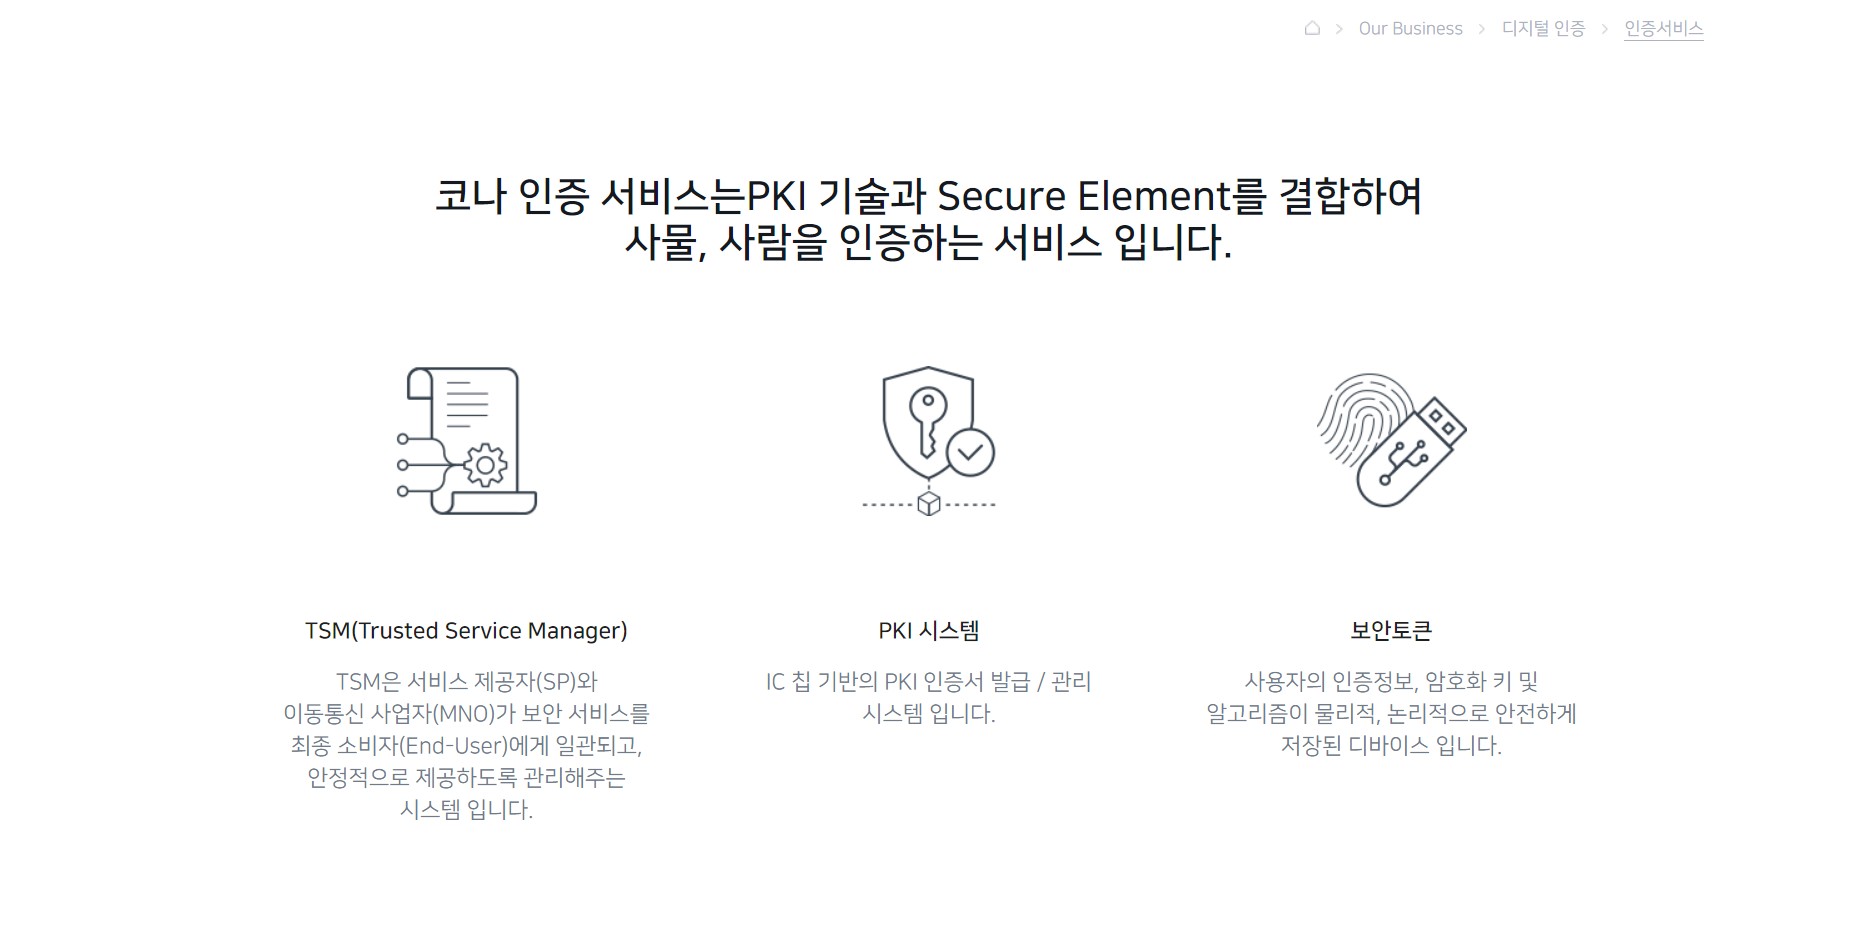 Our Business > 디지털 인증 > 인증서비스
코나 인증 서비스는PKI 기술과 Secure Element를 결합하여
사물, 사람을 인증하는 서비스 입니다.
TSM(Trusted Service Manager)
TSM은 서비스 제공자(SP)와
이동통신 사업자(MNO)가 보안 서비스를
최종 소비자(End-User)에게 일관되고,
안정적으로 제공하도록 관리해주는
시스템 입니다.
PKI 시스템
IC 칩 기반의 PKI 인증서 발급 / 관리
시스템 입니다.
보안토큰
사용자의 인증정보, 암호화 키 및
알고리즘이 물리적, 논리적으로 안전하게
저장된 디바이스 입니다.